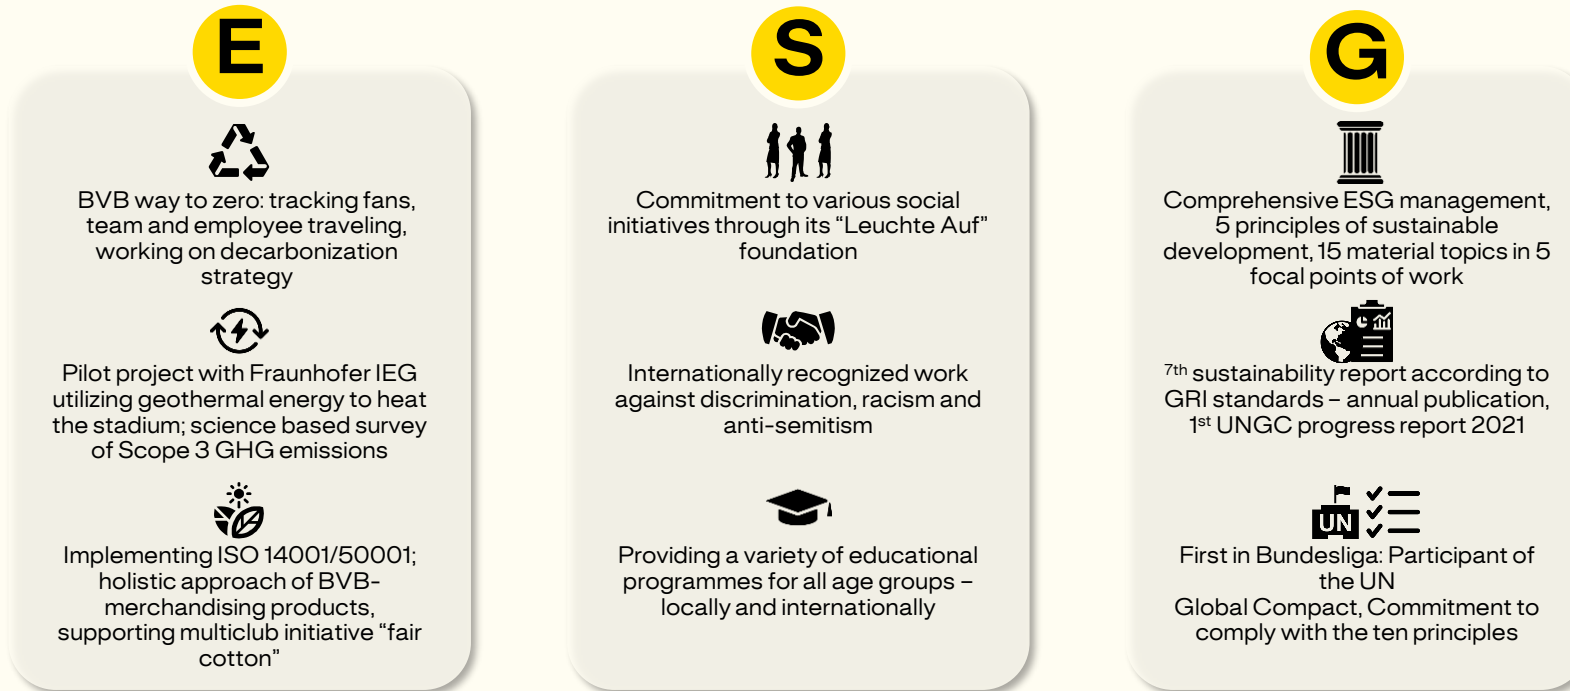 E
BVB way to zero: tracking fans,
team and employee traveling,
working on decarbonization
strategy
Pilot project with Fraunhofer IEG
utilizing geothermal energy to heat
the stadium; science based survey
of Scope 3 GHG emissions
Implementing ISO 14001/50001;
holistic approach of BVB-
merchandising products,
supporting multiclub initiative “fair
cotton”
S
Commitment to various social
initiatives through its “Leuchte Auf”
foundation
Internationally recognized work
against discrimination, racism and
anti-semitism
Providing a variety of educational
programmes for all age groups –
locally and internationally
G
Comprehensive ESG management,
5 principles of sustainable
development, 15 material topics in 5
focal points of work
7th sustainability report according to
GRI standards – annual publication,
1st UNGC progress report 2021
UN
First in Bundesliga: Participant of
the UN
Global Compact, Commitment to
comply with the ten principles